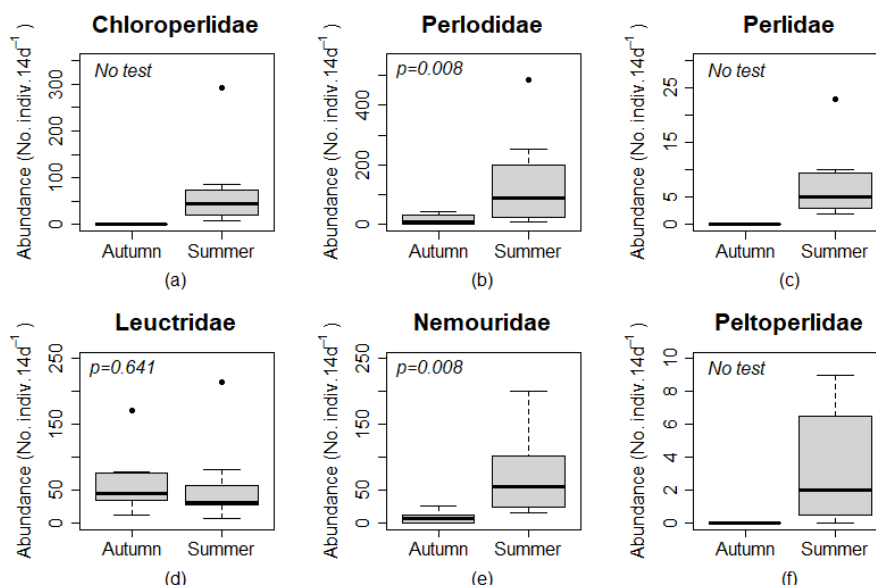 Chloroperlidae
Perlodidae
Perlidae
Abundance (No. indiv.14d⁻¹ )
0
50
150
200
300
No test
Autumn
Summer
(a)
Abundance (No. indiv.14d⁻¹ )
0
200
400
p=0.008
Autumn
Summer
(b)
Abundance (No. indiv.14d⁻¹ )
0
5
15
25
No test
Autumn
Summer
(c)
Leuctridae
Nemouridae
Peltoperlidae
Abundance (No. indiv.14d⁻¹ )
0
50
150
250
p=0.641
Autumn
Summer
(d)
Abundance (No. indiv.14d⁻¹ )
0
50
150
250
p=0.008
Autumn
Summer
(e)
Abundance (No. indiv.14d⁻¹ )
0
2
4
6
8
10
No test
Autumn
Summer
(f)